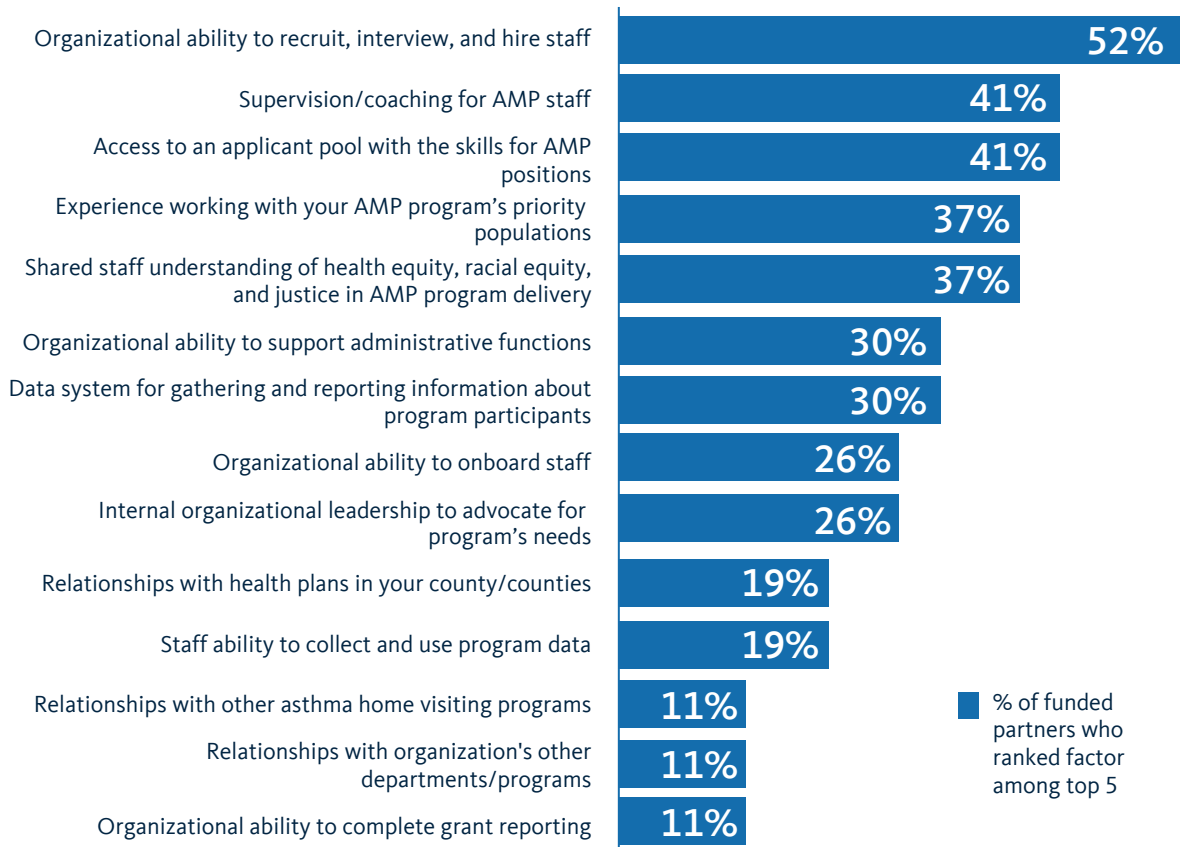 Organizational ability to recruit, interview, and hire staff
52%
Supervision/coaching for AMP staff
41%
Access to an applicant pool with the skills for AMP
positions
41%
Experience working with your AMP program’s priority
populations
37%
Shared staff understanding of health equity, racial equity,
and justice in AMP program delivery
37%
Organizational ability to support administrative functions
30%
Data system for gathering and reporting information about
program participants
30%
Organizational ability to onboard staff
26%
Internal organizational leadership to advocate for
program’s needs
26%
Relationships with health plans in your county/counties
19%
Staff ability to collect and use program data
19%
Relationships with other asthma home visiting programs
11%
Relationships with organization's other
departments/programs
11%
Organizational ability to complete grant reporting
11%
% of funded
partners who
ranked factor
among top 5